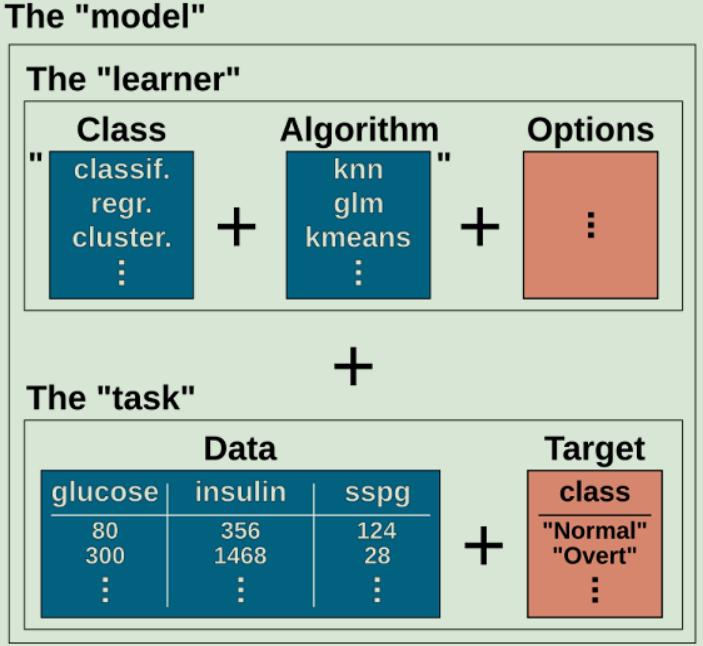 The "model"
The "learner"
Class Algorithm Options
" classif. knn "
regr. glm
cluster. kmeans
⋮ ⋮ ⋮
+ +
+
The "task"
Data Target
glucose insulin sspg class
80 356 124 "Normal"
300 1468 28 "Overt"
+
⋮ ⋮ ⋮ ⋮